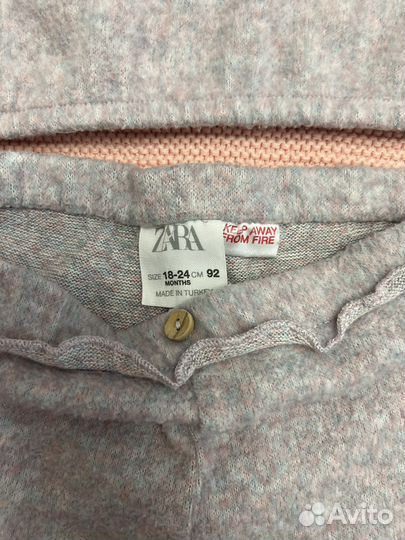 ZARA
SIZE 18-24 CM 92
MONTHS
MADE IN TURKEY
KEEP AWAY
FROM FIRE
Avito